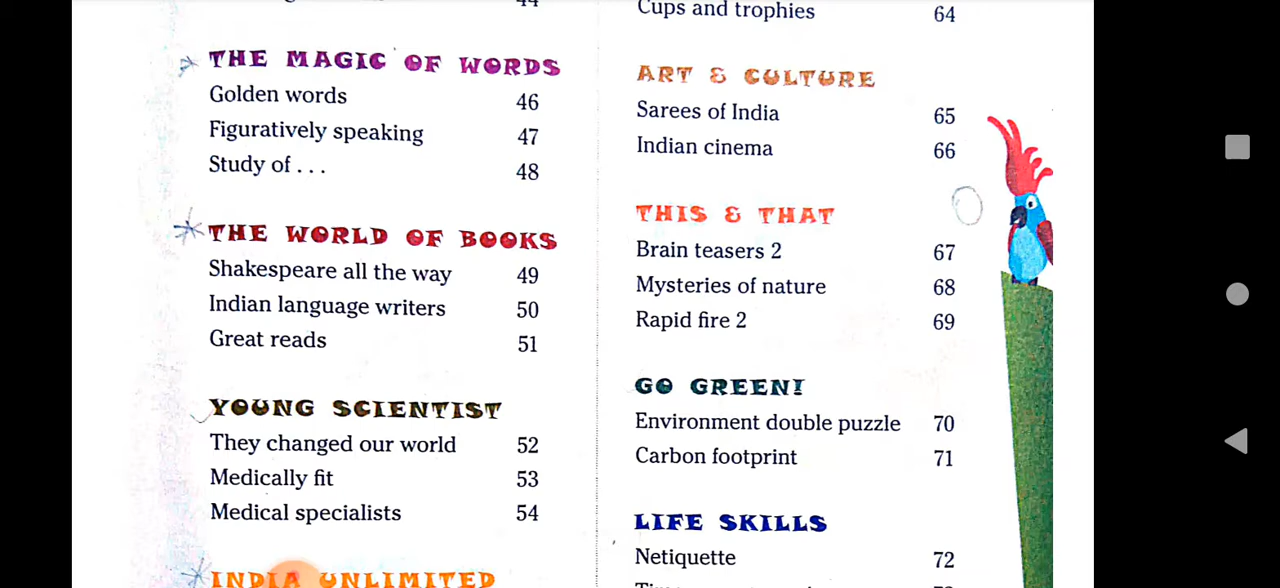 44
THE MAGIC OF WORDS
Golden words 46
Figuratively speaking 47
Study of . . . 48
THE WORLD OF BOOKS
Shakespeare all the way 49
Indian language writers 50
Great reads 51
YOUNG SCIENTIST
They changed our world 52
Medically fit 53
Medical specialists 54
INDIA UNLIMITED
Cups and trophies 64
ART & CULTURE
Sarees of India 65
Indian cinema 66
THIS & THAT
Brain teasers 2 67
Mysteries of nature 68
Rapid fire 2 69
GO GREEN!
Environment double puzzle 70
Carbon footprint 71
LIFE SKILLS
Netiquette 72